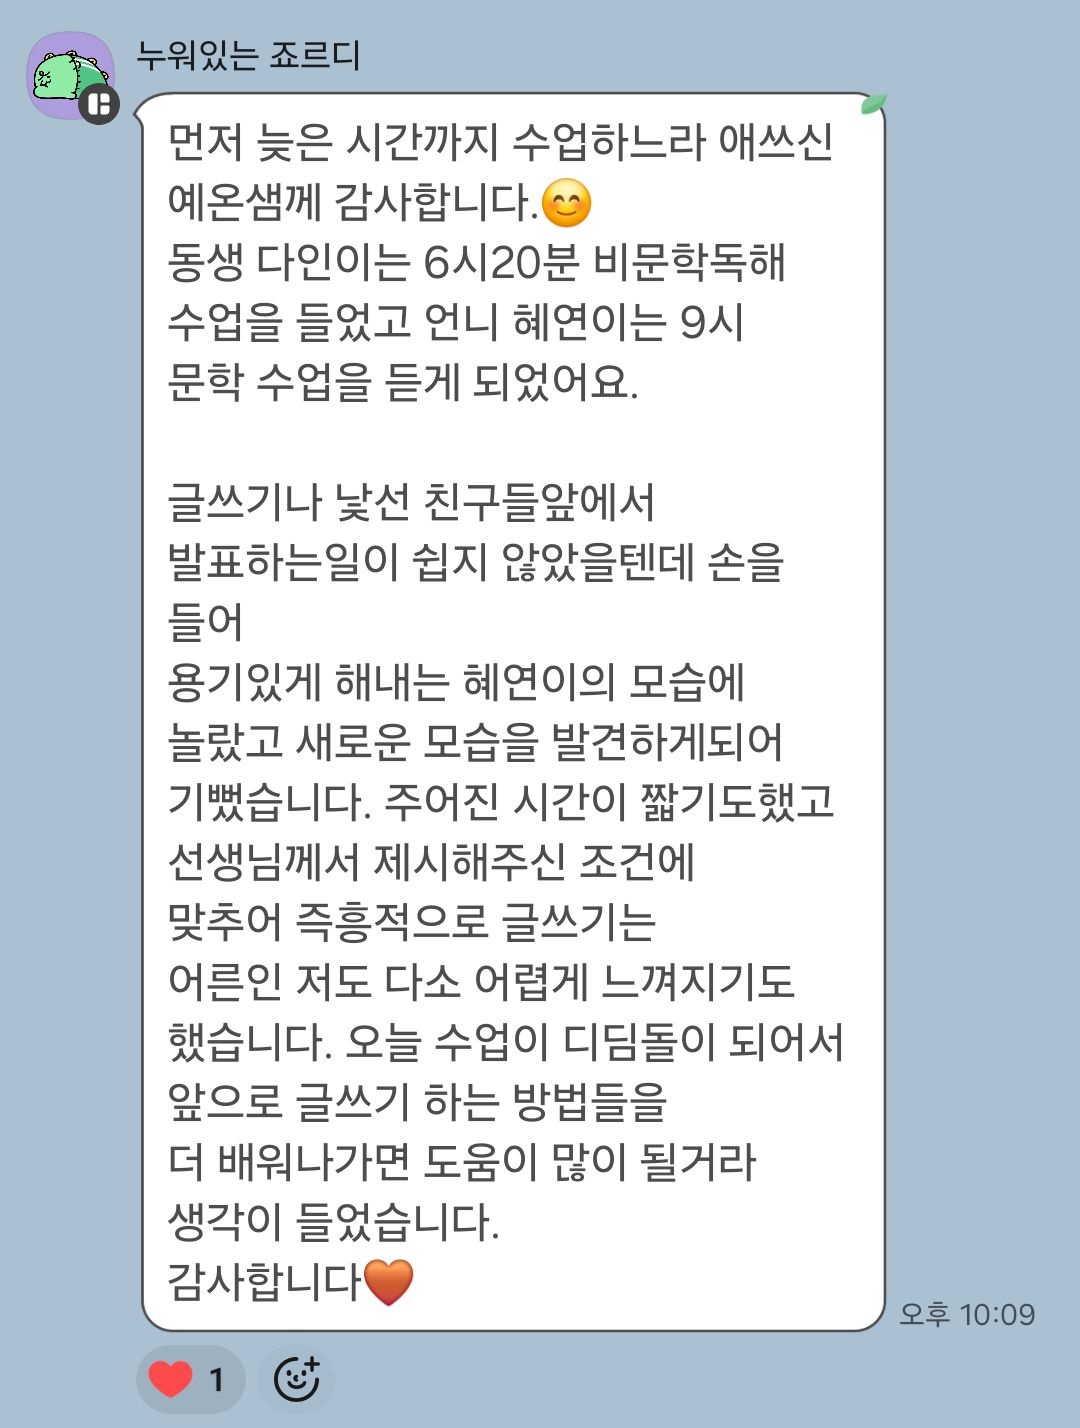 누워있는 죠르디
먼저 늦은 시간까지 수업하느라 애쓰신
예온샘께 감사합니다.😊
동생 다인이는 6시20분 비문학독해
수업을 들었고 언니 혜연이는 9시
문학 수업을 듣게 되었어요.
글쓰기나 낯선 친구들앞에서
발표하는일이 쉽지 않았을텐데 손을
들어
용기있게 해내는 혜연이의 모습에
놀랐고 새로운 모습을 발견하게되어
기뻤습니다. 주어진 시간이 짧기도했고
선생님께서 제시해주신 조건에
맞추어 즉흥적으로 글쓰기는
어른인 저도 다소 어렵게 느껴지기도
했습니다. 오늘 수업이 디딤돌이 되어서
앞으로 글쓰기 하는 방법들을
더 배워나가면 도움이 많이 될거라
생각이 들었습니다.
감사합니다🧡
오후 10:09
1